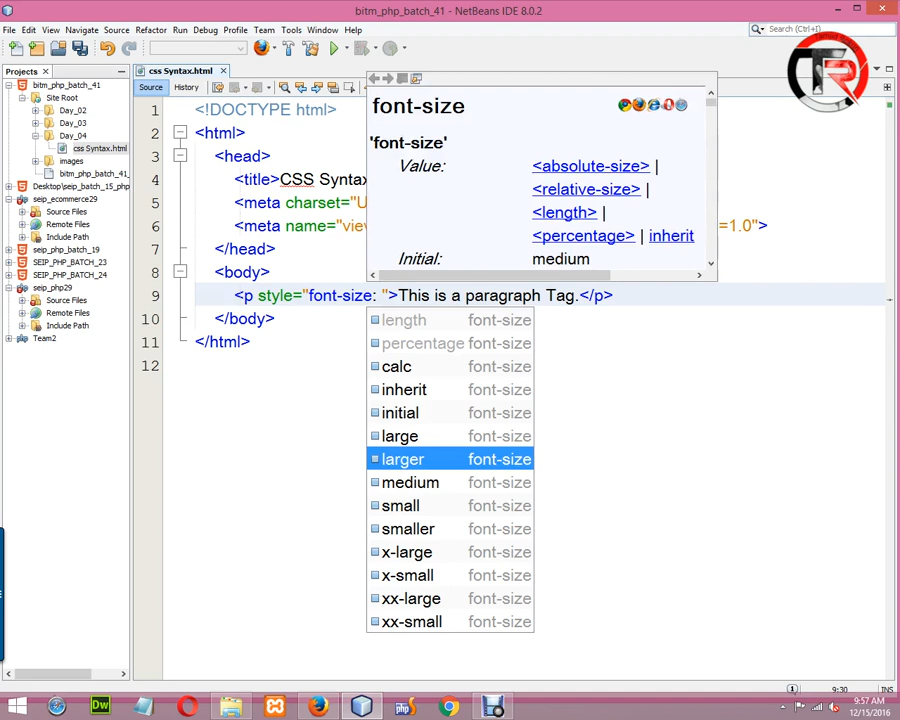 bitm_php_batch_41 - NetBeans IDE 8.0.2
File Edit View Navigate Source Refactor Run Debug Profile Team Tools Window Help
Search (Ctrl+I)
Projects
css Syntax.html
Source History
bitm_php_batch_41
Site Root
Day_02
Day_03
Day_04
css Syntax.html
images
bitm_php_batch_41_
Desktop\seip_batch_15_php
seip_ecommerce29
Source Files
Remote Files
Include Path
seip_php_batch_19
SEIP_PHP_BATCH_23
SEIP_PHP_BATCH_24
seip_php29
Source Files
Remote Files
Include Path
Team2
1 <!DOCTYPE html>
2 <html>
3 <head>
4 <title>CSS Syntax
5 <meta charset="U
6 <meta name="view =1.0">
7 </head>
8 <body>
9 <p style="font-size: ">This is a paragraph Tag.</p>
10 </body>
11 </html>
12
font-size
'font-size'
Value: <absolute-size> |
<relative-size> |
<length> |
<percentage> | inherit
Initial: medium
length font-size
percentage font-size
calc font-size
inherit font-size
initial font-size
large font-size
larger font-size
medium font-size
small font-size
smaller font-size
x-large font-size
x-small font-size
xx-large font-size
xx-small font-size
TR
1 9:30 INS
Dw
php
9:57 AM
12/15/2016